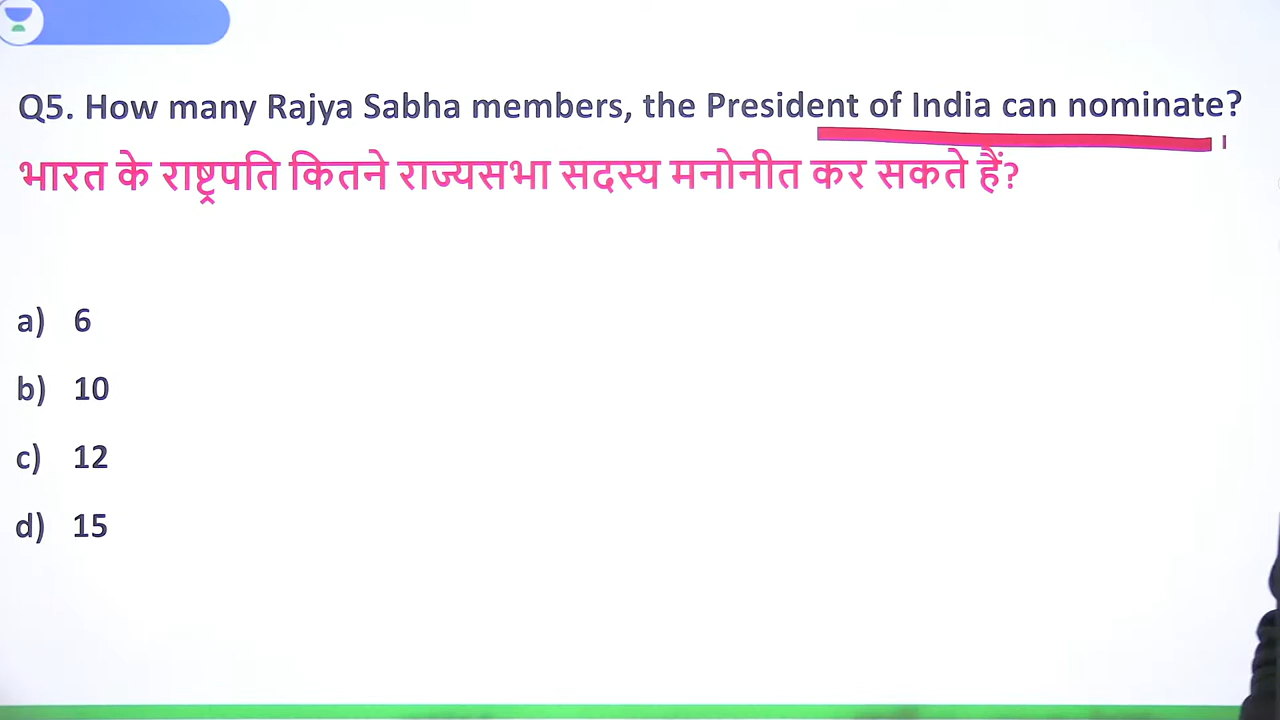 Q5. How many Rajya Sabha members, the President of India can nominate?
भारत के राष्ट्रपति कितने राज्यसभा सदस्य मनोनीत कर सकते हैं?
a) 6
b) 10
c) 12
d) 15